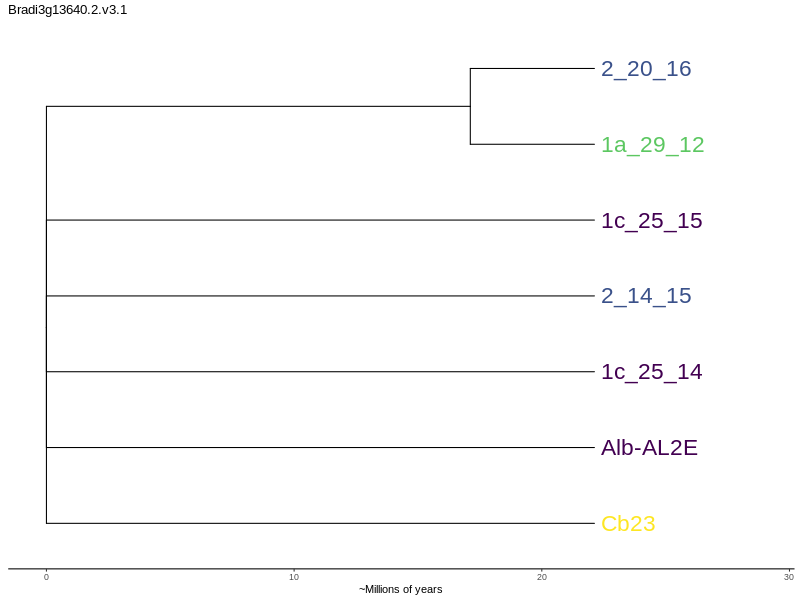 Bradi3g13640.2.v3.1
2_20_16
1a_29_12
1c_25_15
2_14_15
1c_25_14
Alb-AL2E
Cb23
0 10 20 30
~Millions of years